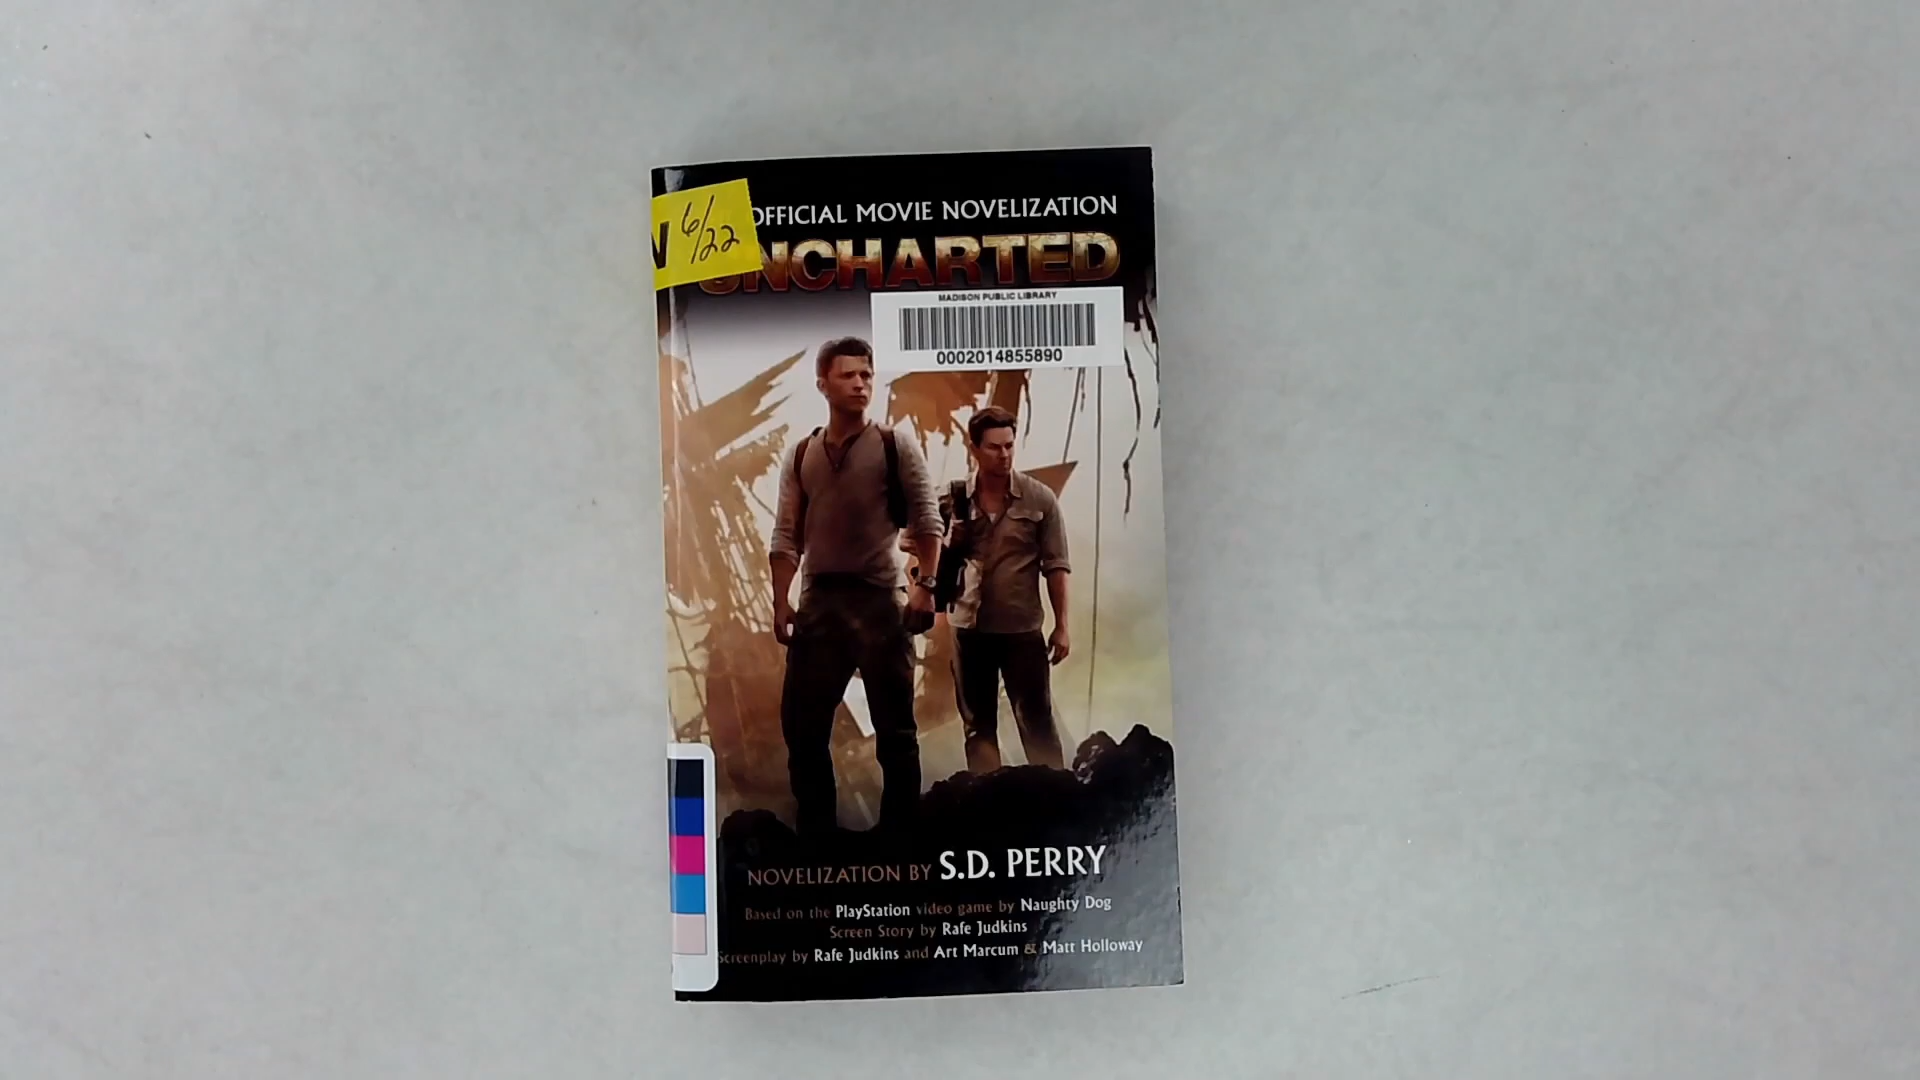 OFFICIAL MOVIE NOVELIZATION
6/22
UNCHARTED
MADISON PUBLIC LIBRARY
0002014855890
NOVELIZATION BY S.D. PERRY
Based on the PlayStation video game by Naughty Dog
Screen Story by Rafe Judkins
Screenplay by Rafe Judkins and Art Marcum & Matt Holloway